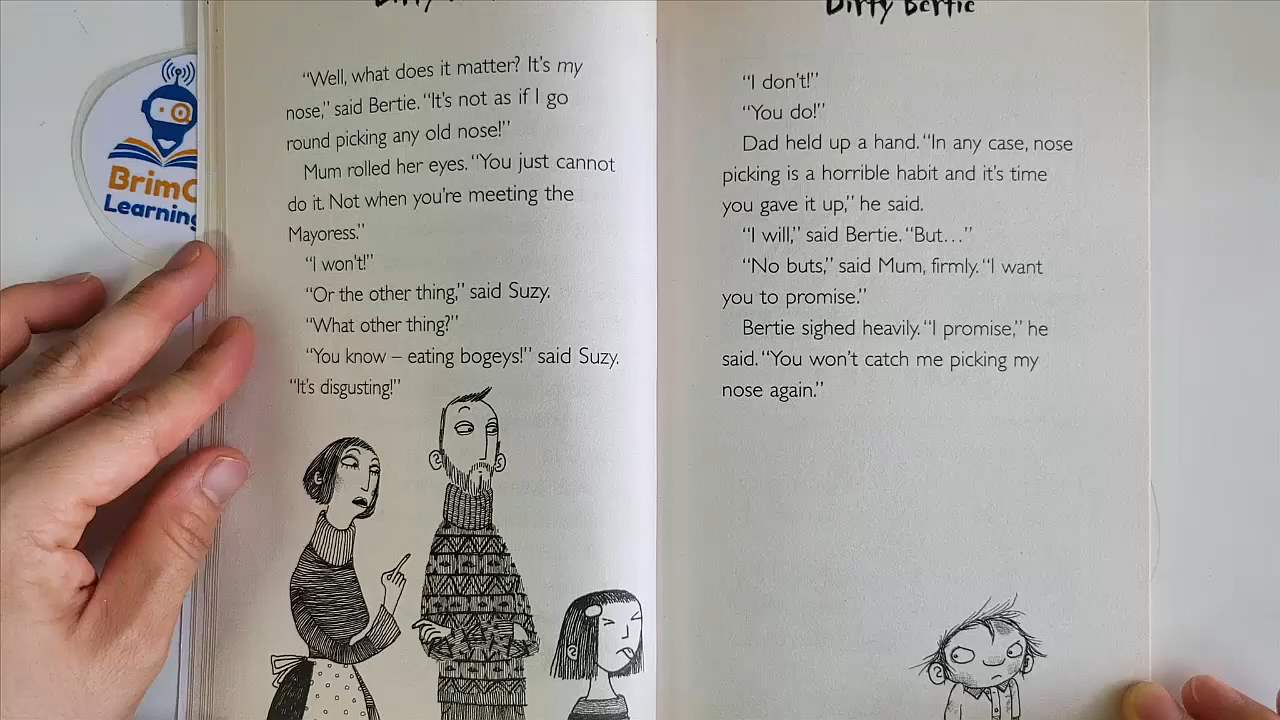 BrimO
Learning
"Well, what does it matter? It's my
nose," said Bertie. "It's not as if I go
round picking any old nose!"
Mum rolled her eyes. "You just cannot
do it. Not when you're meeting the
Mayoress."
"I won't!"
"Or the other thing," said Suzy.
"What other thing?"
"You know – eating bogeys!" said Suzy.
"It's disgusting!"
Dirty Bertie
"I don't!"
"You do!"
Dad held up a hand. "In any case, nose
picking is a horrible habit and it's time
you gave it up," he said.
"I will," said Bertie. "But…"
"No buts," said Mum, firmly. "I want
you to promise."
Bertie sighed heavily. "I promise," he
said. "You won't catch me picking my
nose again."